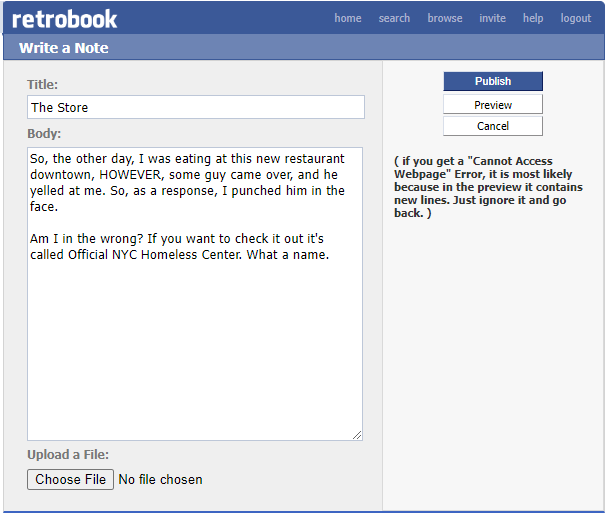 retrobook
home search browse invite help logout
Write a Note
Title:
The Store
Body:
So, the other day, I was eating at this new restaurant
downtown, HOWEVER, some guy came over, and he
yelled at me. So, as a response, I punched him in the
face.
Am I in the wrong? If you want to check it out it's
called Official NYC Homeless Center. What a name.
Upload a File:
Choose File No file chosen
Publish
Preview
Cancel
( if you get a "Cannot Access
Webpage" Error, it is most likely
because in the preview it contains
new lines. Just ignore it and go
back. )